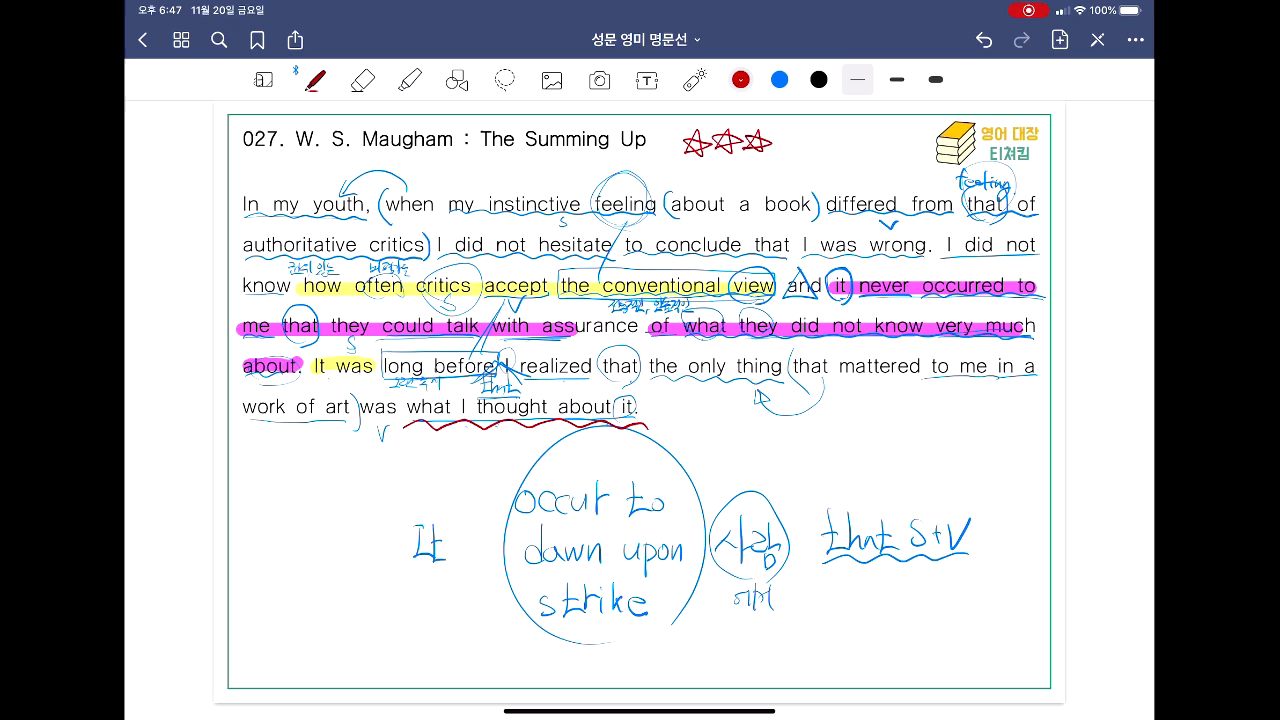 오후 6:47 11월 20일 금요일
100%
성문 영미 명문선
027. W. S. Maugham : The Summing Up
영어 대장
티쳐킴
feeling
In my youth, (when my instinctive feeling (about a book) differed from that of
S
V
authoritative critics) I did not hesitate to conclude that I was wrong. I did not
권위 있는
know how often critics accept the conventional view and it never occurred to
S
V
me that they could talk with assurance of what they did not know very much
S
about. It was long before I realized that the only thing that mattered to me in a
that
work of art) was what I thought about it.
V
occur to
It dawn upon 사람 that S+V
strike 에게